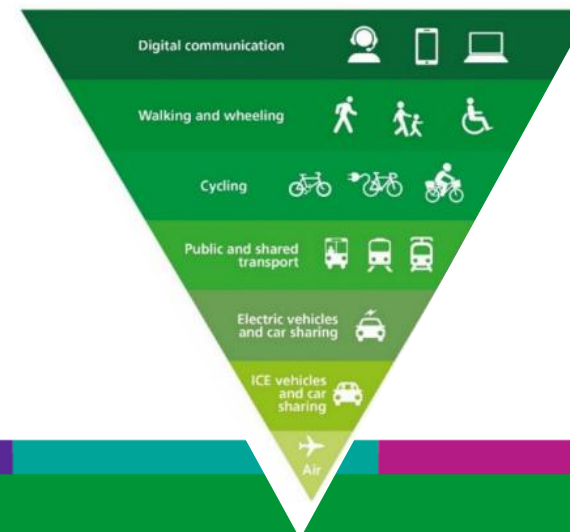 Digital communication
Walking and wheeling
Cycling
Public and shared
transport
Electric vehicles
and car sharing
ICE vehicles
and car
sharing
Air